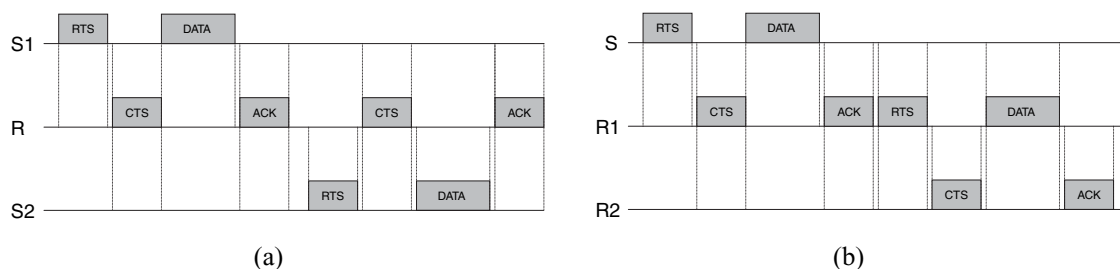 RTS DATA
S1
CTS ACK CTS ACK
R
RTS DATA
S2
(a)
RTS DATA
S
CTS ACK RTS DATA
R1
CTS ACK
R2
(b)